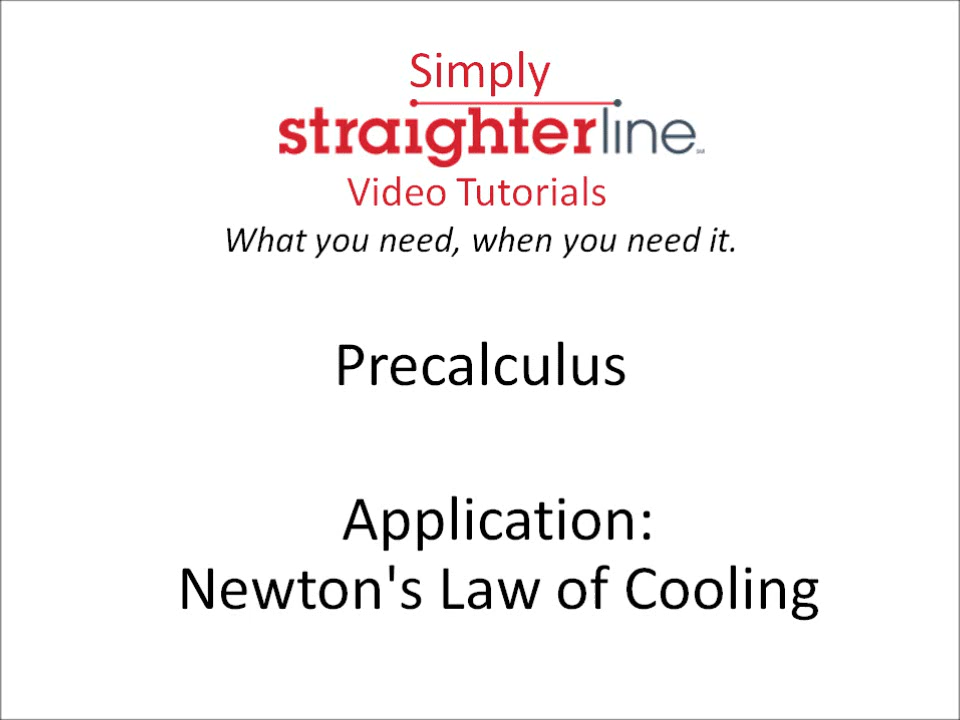 Simply
straighterline
Video Tutorials
What you need, when you need it.
Precalculus
Application:
Newton's Law of Cooling